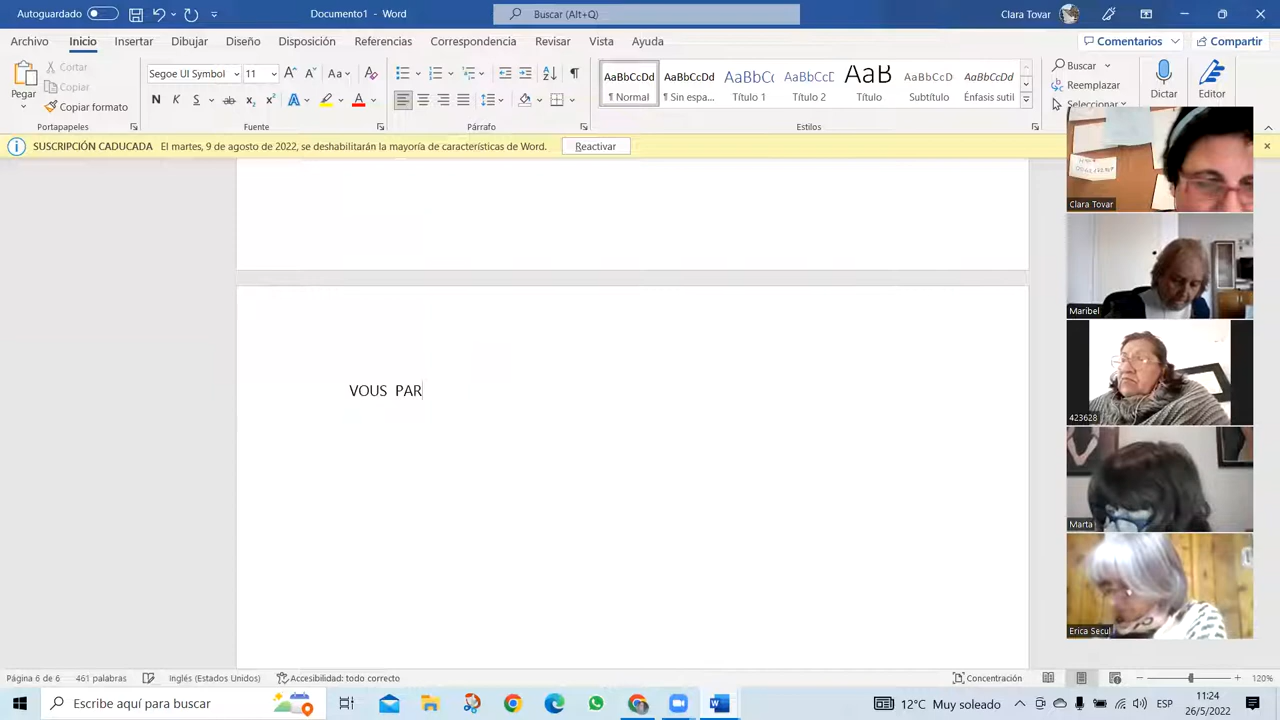 Autoguardado
Documento1 - Word
Buscar (Alt+Q)
Clara Tovar
Archivo Inicio Insertar Dibujar Diseño Disposición Referencias Correspondencia Revisar Vista Ayuda
Comentarios Compartir
Pegar
Cortar
Copiar
Copiar formato
Portapapeles
Segoe UI Symbol 11
Aa
N K S ab x₂ x²
A A
Fuente
Párrafo
AaBbCcDd AaBbCcDd AaBbCc AaBbCcE AaB AaBbCcD AaBbCcDd
¶ Normal ¶ Sin espa... Título 1 Título 2 Título Subtítulo Énfasis sutil
Estilos
Buscar
Reemplazar
Seleccionar
Dictar
Editor
SUSCRIPCIÓN CADUCADA El martes, 9 de agosto de 2022, se deshabilitarán la mayoría de características de Word. Reactivar
Clara Tovar
Maribel
VOUS PAR
423628
Marta
Erica Secul
Página 6 de 6 461 palabras Inglés (Estados Unidos) Accesibilidad: todo correcto
Concentración 120%
Escribe aquí para buscar
12°C Muy soleado
ESP
11:24
26/5/2022